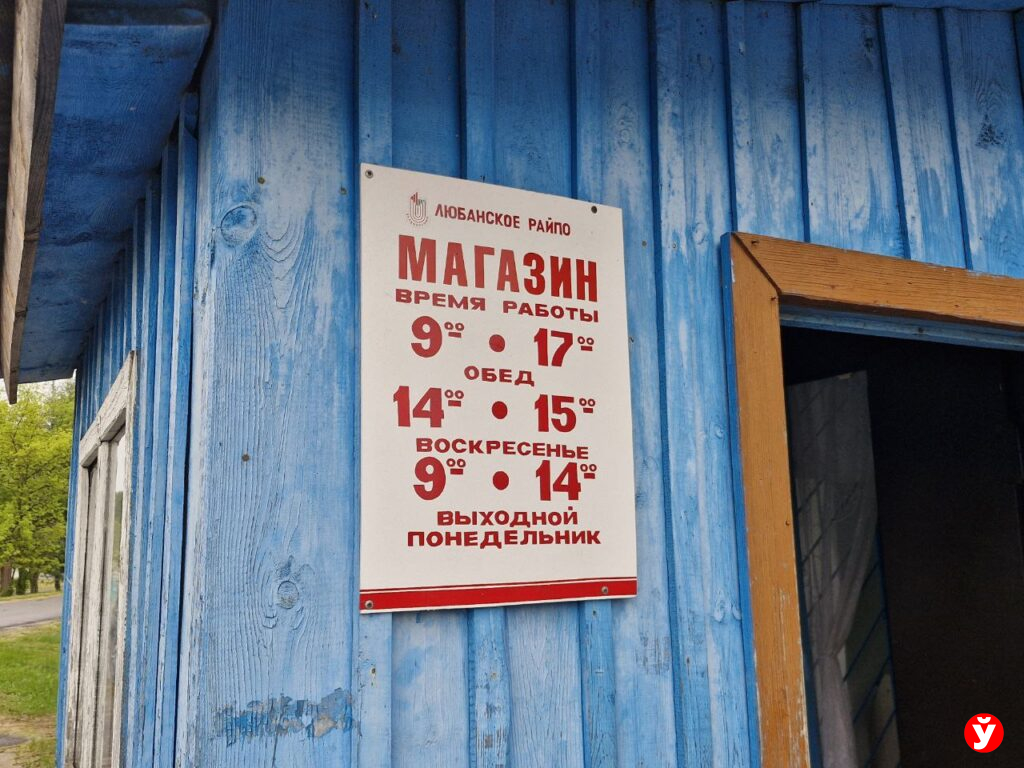 ЛЮБАНСКОЕ РАЙПО
МАГАЗИН
ВРЕМЯ РАБОТЫ
9⁰⁰ • 17⁰⁰
ОБЕД
14⁰⁰ • 15⁰⁰
ВОСКРЕСЕНЬЕ
9⁰⁰ • 14⁰⁰
ВЫХОДНОЙ
ПОНЕДЕЛЬНИК
Ў